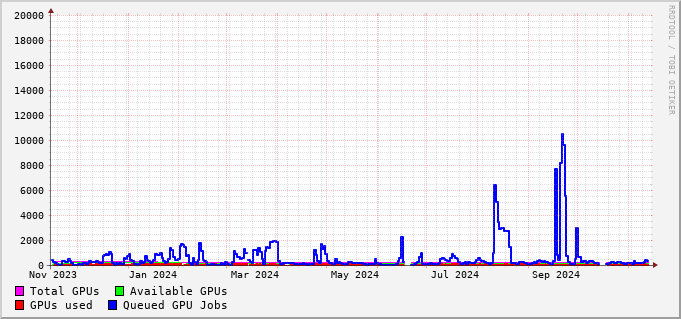 20000
18000
16000
14000
12000
10000
8000
6000
4000
2000
0
Nov 2023 Jan 2024 Mar 2024 May 2024 Jul 2024 Sep 2024
Total GPUs Available GPUs
GPUs used Queued GPU Jobs
RRDTOOL / TOBI OETIKER